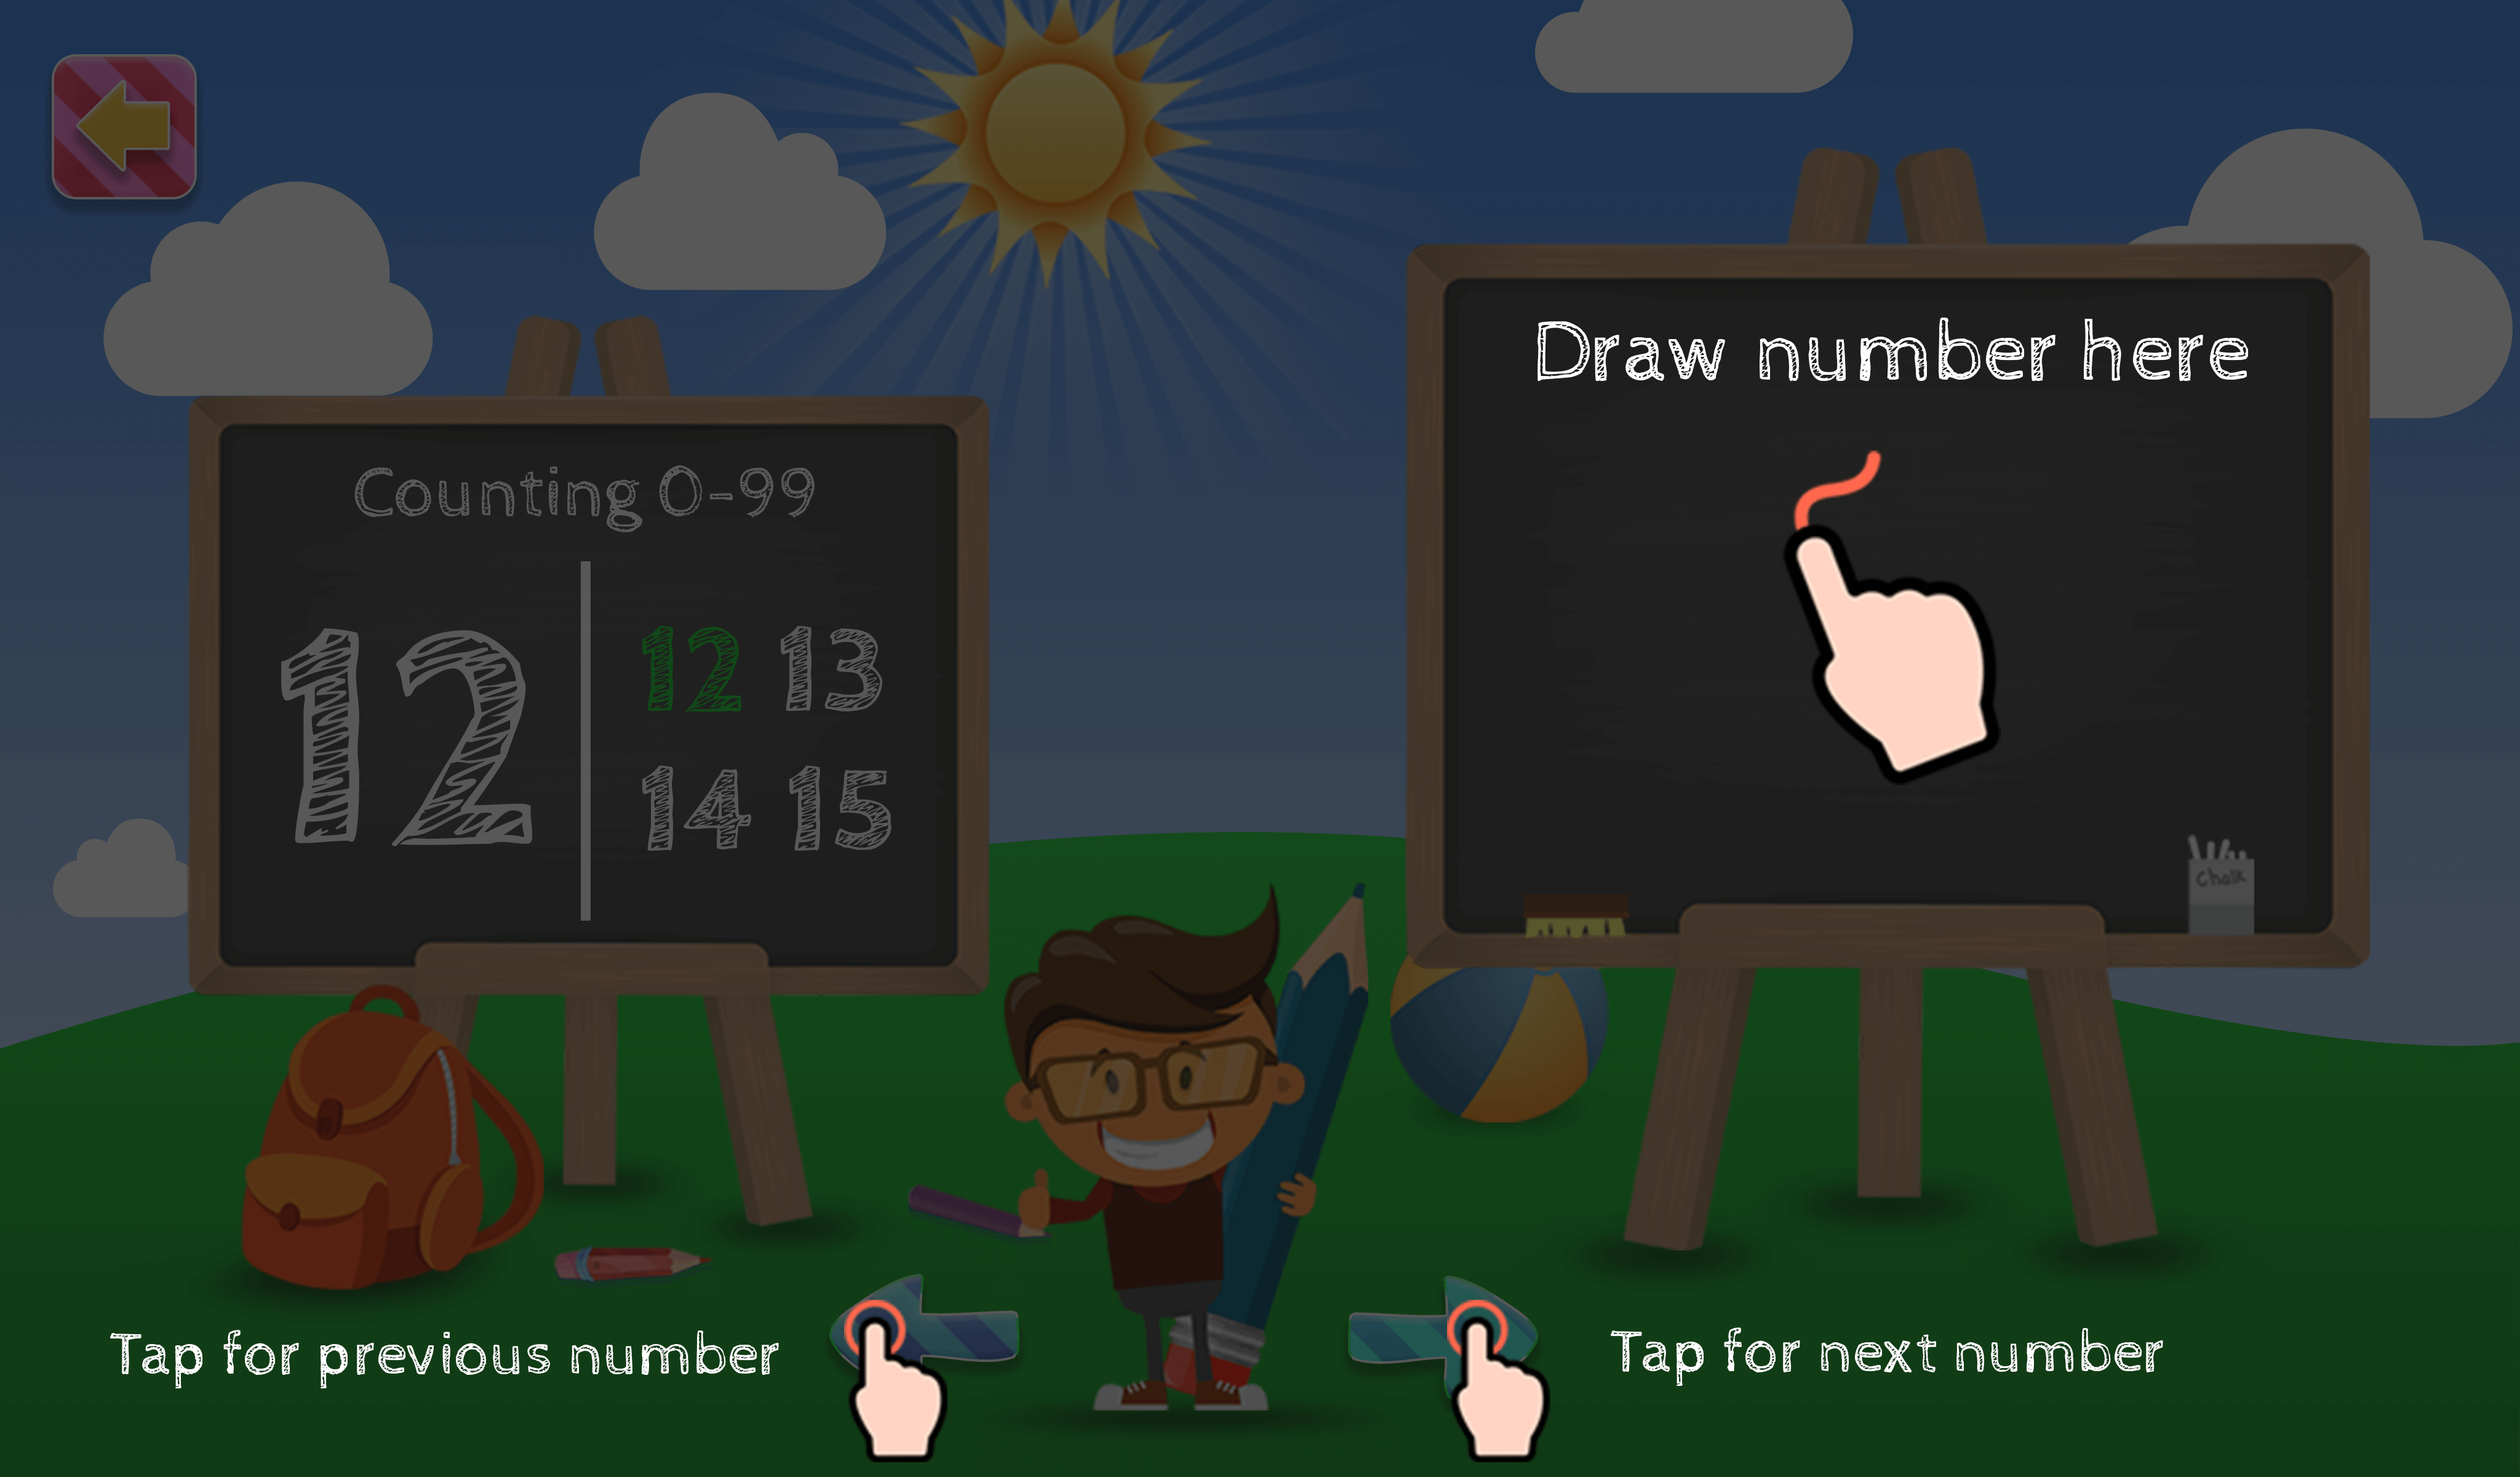 Draw number here
Counting 0-99
12
12 13
14 15
Chalk
Tap for previous number
Tap for next number